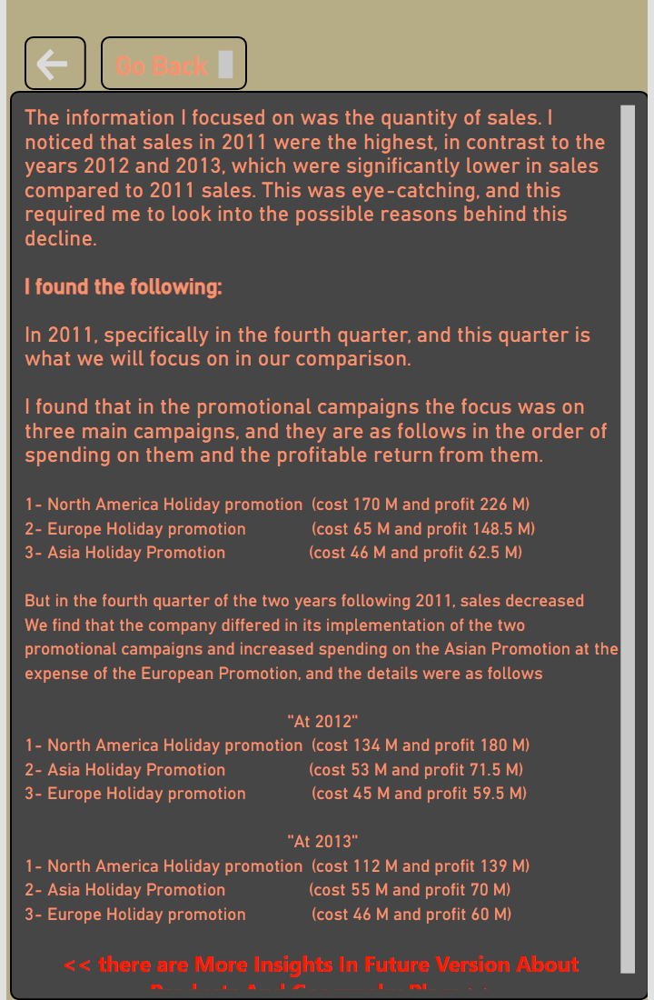 Go Back
The information I focused on was the quantity of sales. I
noticed that sales in 2011 were the highest, in contrast to the
years 2012 and 2013, which were significantly lower in sales
compared to 2011 sales. This was eye-catching, and this
required me to look into the possible reasons behind this
decline.
I found the following:
In 2011, specifically in the fourth quarter, and this quarter is
what we will focus on in our comparison.
I found that in the promotional campaigns the focus was on
three main campaigns, and they are as follows in the order of
spending on them and the profitable return from them.
1- North America Holiday promotion (cost 170 M and profit 226 M)
2- Europe Holiday promotion (cost 65 M and profit 148.5 M)
3- Asia Holiday Promotion (cost 46 M and profit 62.5 M)
But in the fourth quarter of the two years following 2011, sales decreased
We find that the company differed in its implementation of the two
promotional campaigns and increased spending on the Asian Promotion at the
expense of the European Promotion, and the details were as follows
"At 2012"
1- North America Holiday promotion (cost 134 M and profit 180 M)
2- Asia Holiday Promotion (cost 53 M and profit 71.5 M)
3- Europe Holiday promotion (cost 45 M and profit 59.5 M)
"At 2013"
1- North America Holiday promotion (cost 112 M and profit 139 M)
2- Asia Holiday Promotion (cost 55 M and profit 70 M)
3- Europe Holiday promotion (cost 46 M and profit 60 M)
<< there are More Insights In Future Version About